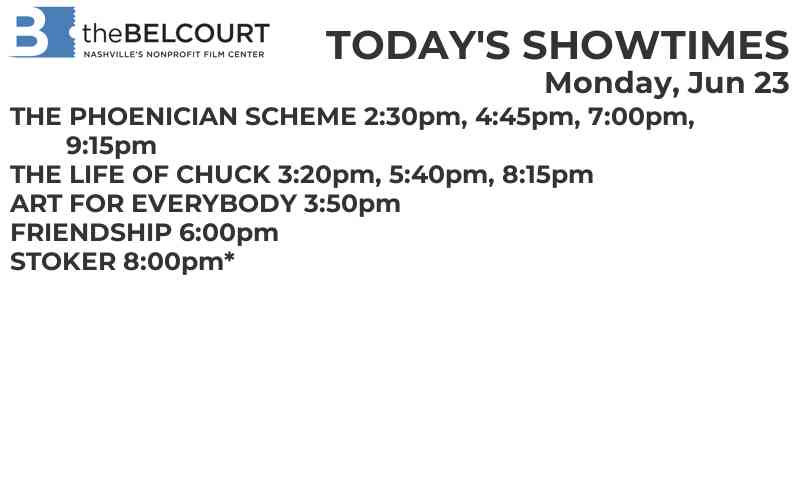 B theBELCOURT
NASHVILLE'S NONPROFIT FILM CENTER
TODAY'S SHOWTIMES
Monday, Jun 23
THE PHOENICIAN SCHEME 2:30pm, 4:45pm, 7:00pm,
9:15pm
THE LIFE OF CHUCK 3:20pm, 5:40pm, 8:15pm
ART FOR EVERYBODY 3:50pm
FRIENDSHIP 6:00pm
STOKER 8:00pm*